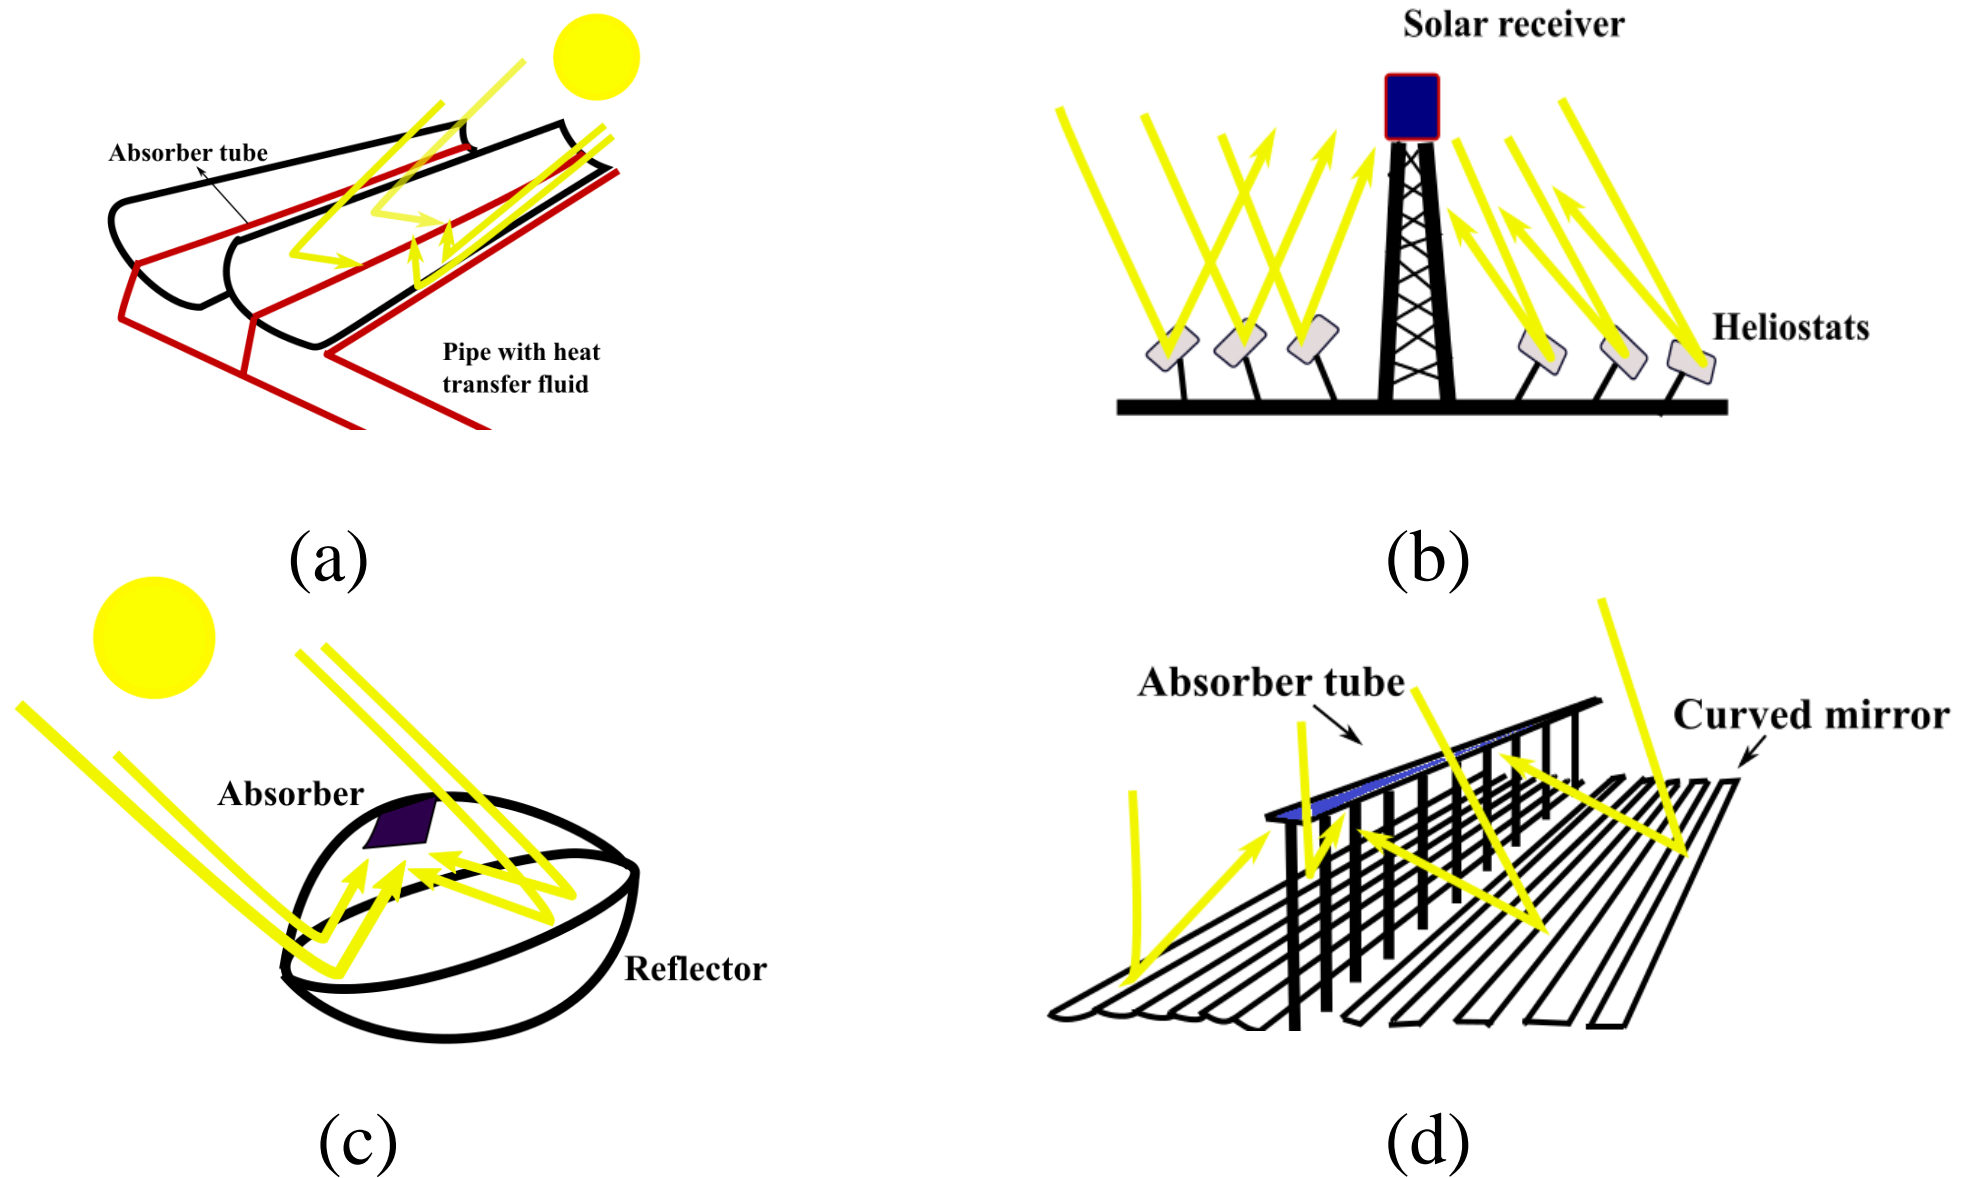 Absorber tube
Pipe with heat
transfer fluid
(a)
Solar receiver
Heliostats
(b)
Absorber
Reflector
(c)
Absorber tube
Curved mirror
(d)